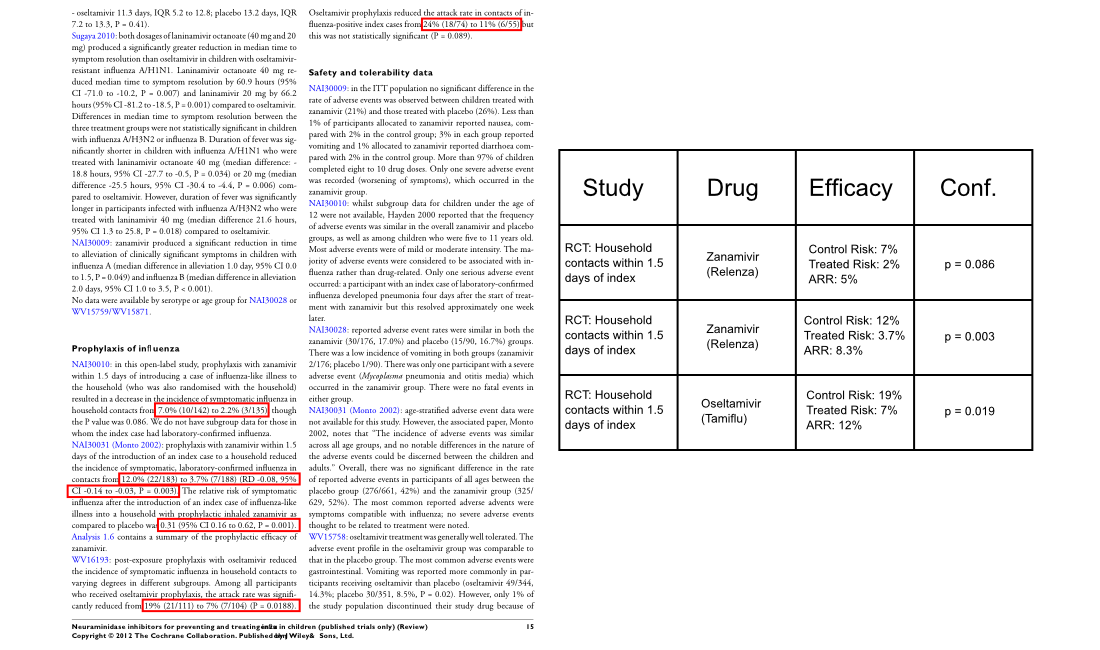 - oseltamivir 11.3 days, IQR 5.2 to 12.8; placebo 13.2 days, IQR
7.2 to 13.3, P = 0.41).
Sugaya 2010: both dosages of laninamivir octanoate (40 mg and 20
mg) produced a significantly greater reduction in median time to
symptom resolution than oseltamivir in children with oseltamivir-
resistant influenza A/H1N1. Laninamivir octanoate 40 mg re-
duced median time to symptom resolution by 60.9 hours (95%
CI -71.0 to -10.2, P = 0.007) and laninamivir 20 mg by 66.2
hours (95% CI -81.2 to -18.5, P = 0.001) compared to oseltamivir.
Differences in median time to symptom resolution between the
three treatment groups were not statistically significant in children
with influenza A/H3N2 or influenza B. Duration of fever was sig-
nificantly shorter in children with influenza A/H1N1 who were
treated with laninamivir octanoate 40 mg (median difference: -
18.8 hours, 95% CI -27.7 to -0.5, P = 0.034) or 20 mg (median
difference -25.5 hours, 95% CI -30.4 to -4.4, P = 0.006) com-
pared to oseltamivir. However, duration of fever was significantly
longer in participants infected with influenza A/H3N2 who were
treated with laninamivir 40 mg (median difference 21.6 hours,
95% CI 1.3 to 25.8, P = 0.018) compared to oseltamivir.
NAI30009: zanamivir produced a significant reduction in time
to alleviation of clinically significant symptoms in children with
influenza A (median difference in alleviation 1.0 day, 95% CI 0.0
to 1.5, P = 0.049) and influenza B (median difference in alleviation
2.0 days, 95% CI 1.0 to 3.5, P < 0.001).
No data were available by serotype or age group for NAI30028 or
WV15759/WV15871.
Prophylaxis of influenza
NAI30010: in this open-label study, prophylaxis with zanamivir
within 1.5 days of introducing a case of influenza-like illness to
the household (who was also randomised with the household)
resulted in a decrease in the incidence of symptomatic influenza in
household contacts from 7.0% (10/142) to 2.2% (3/135), though
the P value was 0.086. We do not have subgroup data for those in
whom the index case had laboratory-confirmed influenza.
NAI30031 (Monto 2002): prophylaxis with zanamivir within 1.5
days of the introduction of an index case to a household reduced
the incidence of symptomatic, laboratory-confirmed influenza in
contacts from 12.0% (22/183) to 3.7% (7/188) (RD -0.08, 95%
CI -0.14 to -0.03, P = 0.003). The relative risk of symptomatic
influenza after the introduction of an index case of influenza-like
illness into a household with prophylactic inhaled zanamivir as
compared to placebo was 0.31 (95% CI 0.16 to 0.62, P = 0.001).
Analysis 1.6 contains a summary of the prophylactic efficacy of
zanamivir.
WV16193: post-exposure prophylaxis with oseltamivir reduced
the incidence of symptomatic influenza in household contacts to
varying degrees in different subgroups. Among all participants
who received oseltamivir prophylaxis, the attack rate was signifi-
cantly reduced from 19% (21/111) to 7% (7/104) (P = 0.0188).
Oseltamivir prophylaxis reduced the attack rate in contacts of in-
fluenza-positive index cases from 24% (18/74) to 11% (6/55) but
this was not statistically significant (P = 0.089).
Safety and tolerability data
NAI30009: in the ITT population no significant difference in the
rate of adverse events was observed between children treated with
zanamivir (21%) and those treated with placebo (26%). Less than
1% of participants allocated to zanamivir reported nausea, com-
pared with 2% in the control group; 3% in each group reported
vomiting and 1% allocated to zanamivir reported diarrhoea com-
pared with 2% in the control group. More than 97% of children
completed eight to 10 drug doses. Only one severe adverse event
was recorded (worsening of symptoms), which occurred in the
zanamivir group.
NAI30010: whilst subgroup data for children under the age of
12 were not available, Hayden 2000 reported that the frequency
of adverse events was similar in the overall zanamivir and placebo
groups, as well as among children who were five to 11 years old.
Most adverse events were of mild or moderate intensity. The ma-
jority of adverse events were considered to be associated with in-
fluenza rather than drug-related. Only one serious adverse event
occurred: a participant with an index case of laboratory-confirmed
influenza developed pneumonia four days after the start of treat-
ment with zanamivir but this resolved approximately one week
later.
NAI30028: reported adverse event rates were similar in both the
zanamivir (30/176, 17.0%) and placebo (15/90, 16.7%) groups.
There was a low incidence of vomiting in both groups (zanamivir
2/176; placebo 1/90). There was only one participant with a severe
adverse event (Mycoplasma pneumonia and otitis media) which
occurred in the zanamivir group. There were no fatal events in
either group.
NAI30031 (Monto 2002): age-stratified adverse event data were
not available for this study. However, the associated paper, Monto
2002, notes that "The incidence of adverse events was similar
across all age groups, and no notable differences in the nature of
the adverse events could be discerned between the children and
adults." Overall, there was no significant difference in the rate
of reported adverse events in participants of all ages between the
placebo group (276/661, 42%) and the zanamivir group (325/
629, 52%). The most common reported adverse advents were
symptoms compatible with influenza; no severe adverse events
thought to be related to treatment were noted.
WV15758: oseltamivir treatment was generally well tolerated. The
adverse event profile in the oseltamivir group was comparable to
that in the placebo group. The most common adverse events were
gastrointestinal. Vomiting was reported more commonly in par-
ticipants receiving oseltamivir than placebo (oseltamivir 49/344,
14.3%; placebo 30/351, 8.5%, P = 0.02). However, only 1% of
the study population discontinued their study drug because of
Neuraminidase inhibitors for preventing and treating influenza in children (published trials only) (Review) 15
Copyright © 2012 The Cochrane Collaboration. Published by John Wiley & Sons, Ltd.
Study Drug Efficacy Conf.
RCT: Household
contacts within 1.5
days of index
Zanamivir
(Relenza)
Control Risk: 7%
Treated Risk: 2%
ARR: 5%
p = 0.086
RCT: Household
contacts within 1.5
days of index
Zanamivir
(Relenza)
Control Risk: 12%
Treated Risk: 3.7%
ARR: 8.3%
p = 0.003
RCT: Household
contacts within 1.5
days of index
Oseltamivir
(Tamiflu)
Control Risk: 19%
Treated Risk: 7%
ARR: 12%
p = 0.019